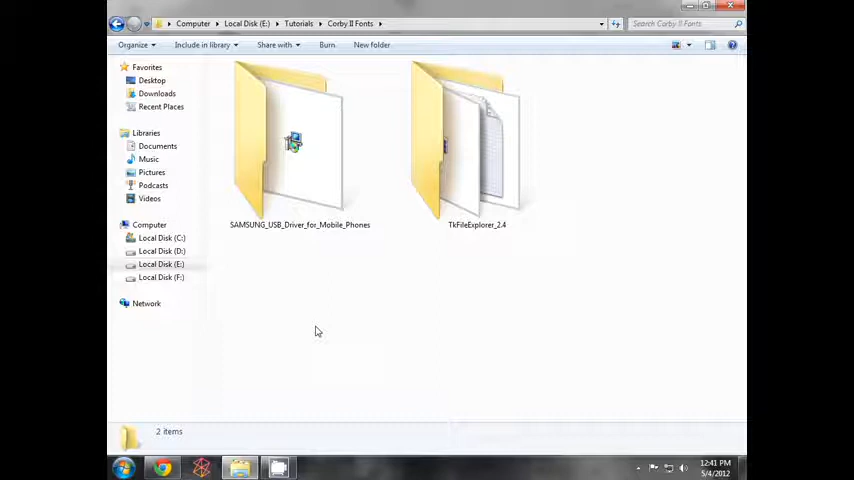 Computer ▸ Local Disk (E:) ▸ Tutorials ▸ Corby II Fonts ▸
Search Corby II Fonts
Organize Include in library Share with Burn New folder
Favorites
Desktop
Downloads
Recent Places
Libraries
Documents
Music
Pictures
Podcasts
Videos
Computer
Local Disk (C:)
Local Disk (D:)
Local Disk (E:)
Local Disk (F:)
Network
SAMSUNG_USB_Driver_for_Mobile_Phones
TkFileExplorer_2.4
2 items
12:41 PM
5/4/2012